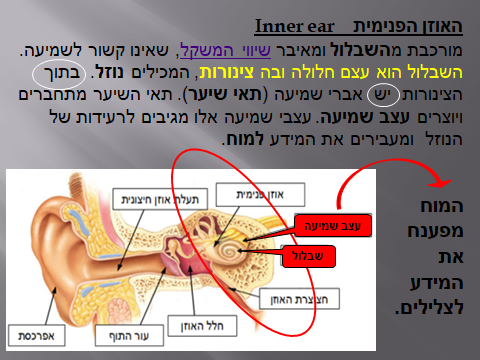 האוזן הפנימית Inner ear
מורכבת מהשבלול ומאיבר שיווי המשקל, שאינו קשור לשמיעה.
השבלול הוא עצם חלולה ובה צינורות, המכילים נוזל. בתוך
הצינורות יש אברי שמיעה (תאי שיער). תאי השיער מתחברים
ויוצרים עצב שמיעה. עצבי שמיעה אלו מגיבים לרעידות של
הנוזל ומעבירים את המידע למוח.
המוח
מפענח
את
המידע
לצלילים.
אוזן פנימית
תעלת אוזן חיצונית
עצב שמיעה
שבלול
חצוצרת האוזן
חלל האוזן
עור התוף
אפרכסת